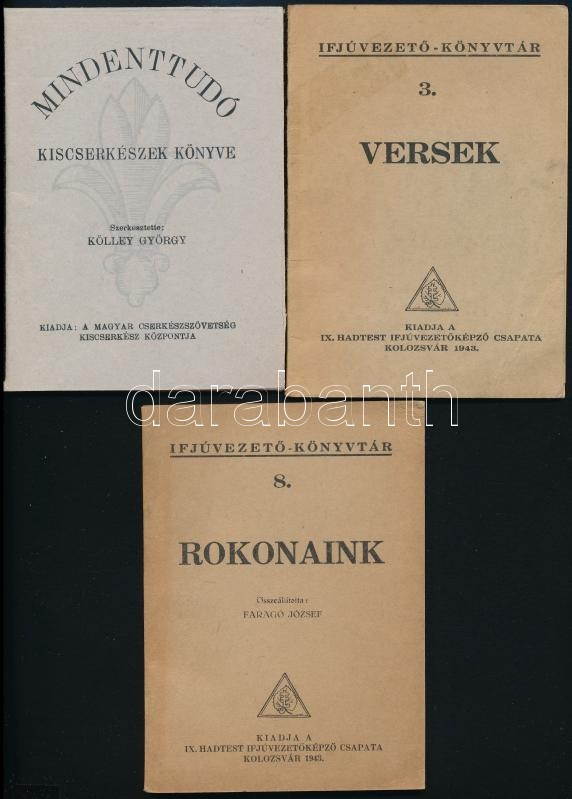 MINDENTTUDÓ
KISCSERKÉSZEK KÖNYVE
Szerkesztette:
KÖLLEY GYÖRGY
KIADJA: A MAGYAR CSERKÉSZSZÖVETSÉG
KISCSERKÉSZ KÖZPONTJA
IFJÚVEZETŐ-KÖNYVTÁR
3.
VERSEK
KIADJA A
IX. HADTEST IFJÚVEZETŐKÉPZŐ CSAPATA
KOLOZSVÁR 1943.
darabanth
IFJÚVEZETŐ-KÖNYVTÁR
8.
ROKONAINK
Összeállította:
FARAGÓ JÓZSEF
KIADJA A
IX. HADTEST IFJÚVEZETŐKÉPZŐ CSAPATA
KOLOZSVÁR 1943.